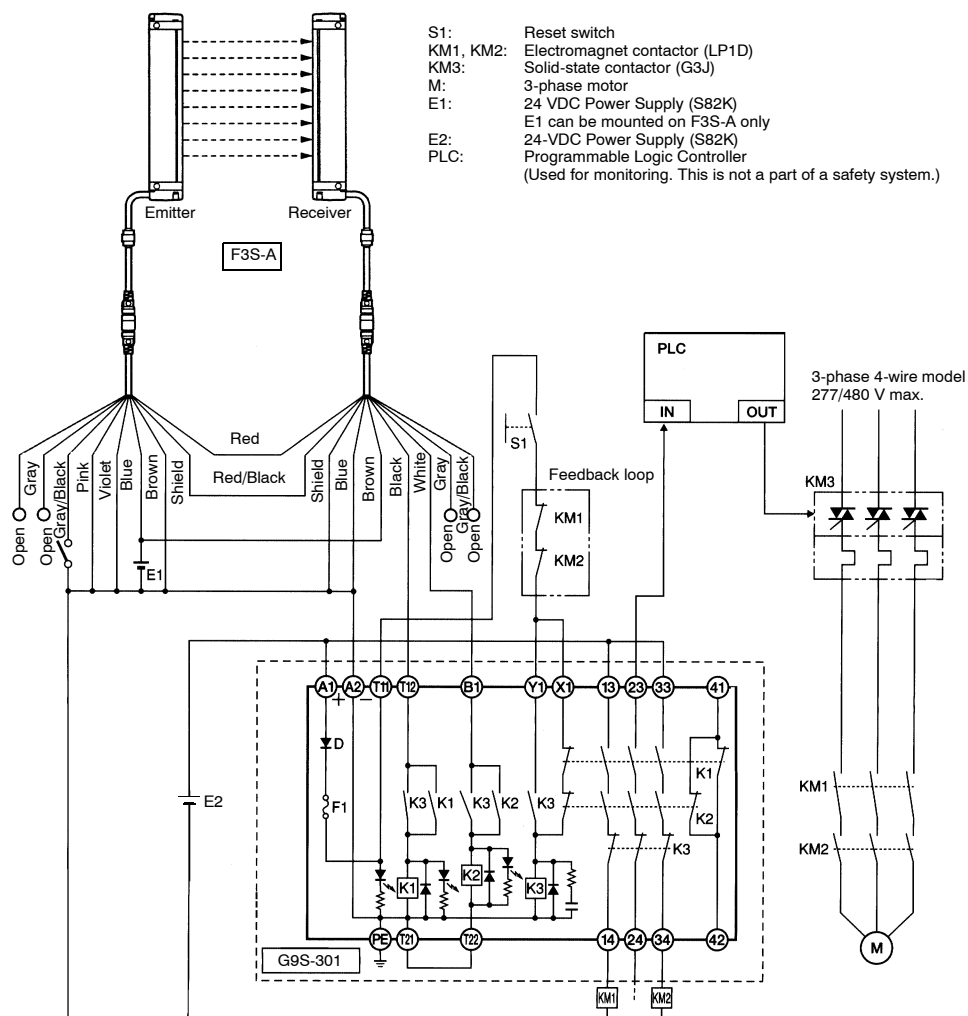 S1: Reset switch
KM1, KM2: Electromagnet contactor (LP1D)
KM3: Solid-state contactor (G3J)
M: 3-phase motor
E1: 24 VDC Power Supply (S82K)
E1 can be mounted on F3S-A only
E2: 24-VDC Power Supply (S82K)
PLC: Programmable Logic Controller
(Used for monitoring. This is not a part of a safety system.)
Emitter
Receiver
F3S-A
PLC
IN
OUT
3-phase 4-wire model
277/480 V max.
S1
Feedback loop
KM1
KM2
KM3
Red
Red/Black
Gray
Gray/Black
Pink
Violet
Blue
Brown
Shield
Shield
Blue
Brown
Black
White
Gray
Gray/Black
Open
Open
Open
Open
E1
A1
A2
T11
T12
B1
Y1
X1
13
23
33
41
+
−
D
F1
E2
K3
K1
K3
K2
K3
K1
K2
K3
K1
K2
K3
KM1
KM2
PE
T21
T22
14
24
34
42
M
G9S-301
KM1
KM2